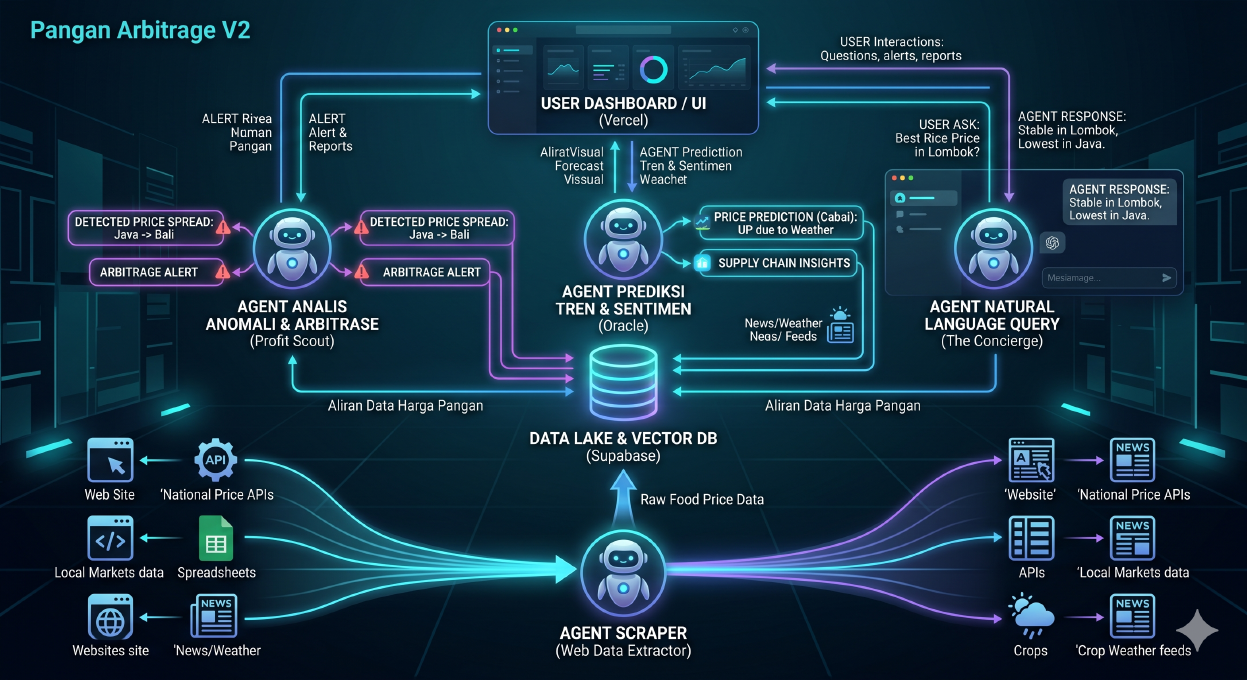 Pangan Arbitrage V2
USER DASHBOARD / UI
(Vercel)
USER Interactions:
Questions, alerts, reports
ALERT Rivea
Numan
Pangan
ALERT
Alert &
Reports
AliratVisual
Forecast
Vissual
AGENT Prediction
Tren & Sentimen
Weachet
USER ASK:
Best Rice Price
in Lombok?
AGENT RESPONSE:
Stable in Lombok,
Lowest in Java.
DETECTED PRICE SPREAD:
Java -> Bali
ARBITRAGE ALERT
DETECTED PRICE SPREAD:
Java -> Bali
ARBITRAGE ALERT
AGENT ANALIS
ANOMALI & ARBITRASE
(Profit Scout)
PRICE PREDICTION (Cabai):
UP due to Weather
SUPPLY CHAIN INSIGHTS
AGENT PREDIKSI
TREN & SENTIMEN
(Oracle)
News/Weather
Neqs/ Feeds
AGENT RESPONSE:
Stable in Lombok,
Lowest in Java.
Mesiamage...
AGENT NATURAL
LANGUAGE QUERY
(The Concierge)
Aliran Data Harga Pangan
Aliran Data Harga Pangan
DATA LAKE & VECTOR DB
(Supabase)
Raw Food Price Data
API
Web Site
'National Price APIs
</>
Local Markets data
Spreadsheets
NEWS
Websites site
'News/Weather
AGENT SCRAPER
(Web Data Extractor)
A
NEWS
'Website'
'National Price APIs
NEWS
APIs
'Local Markets data
NEWS
Crops
'Crop Weather feeds